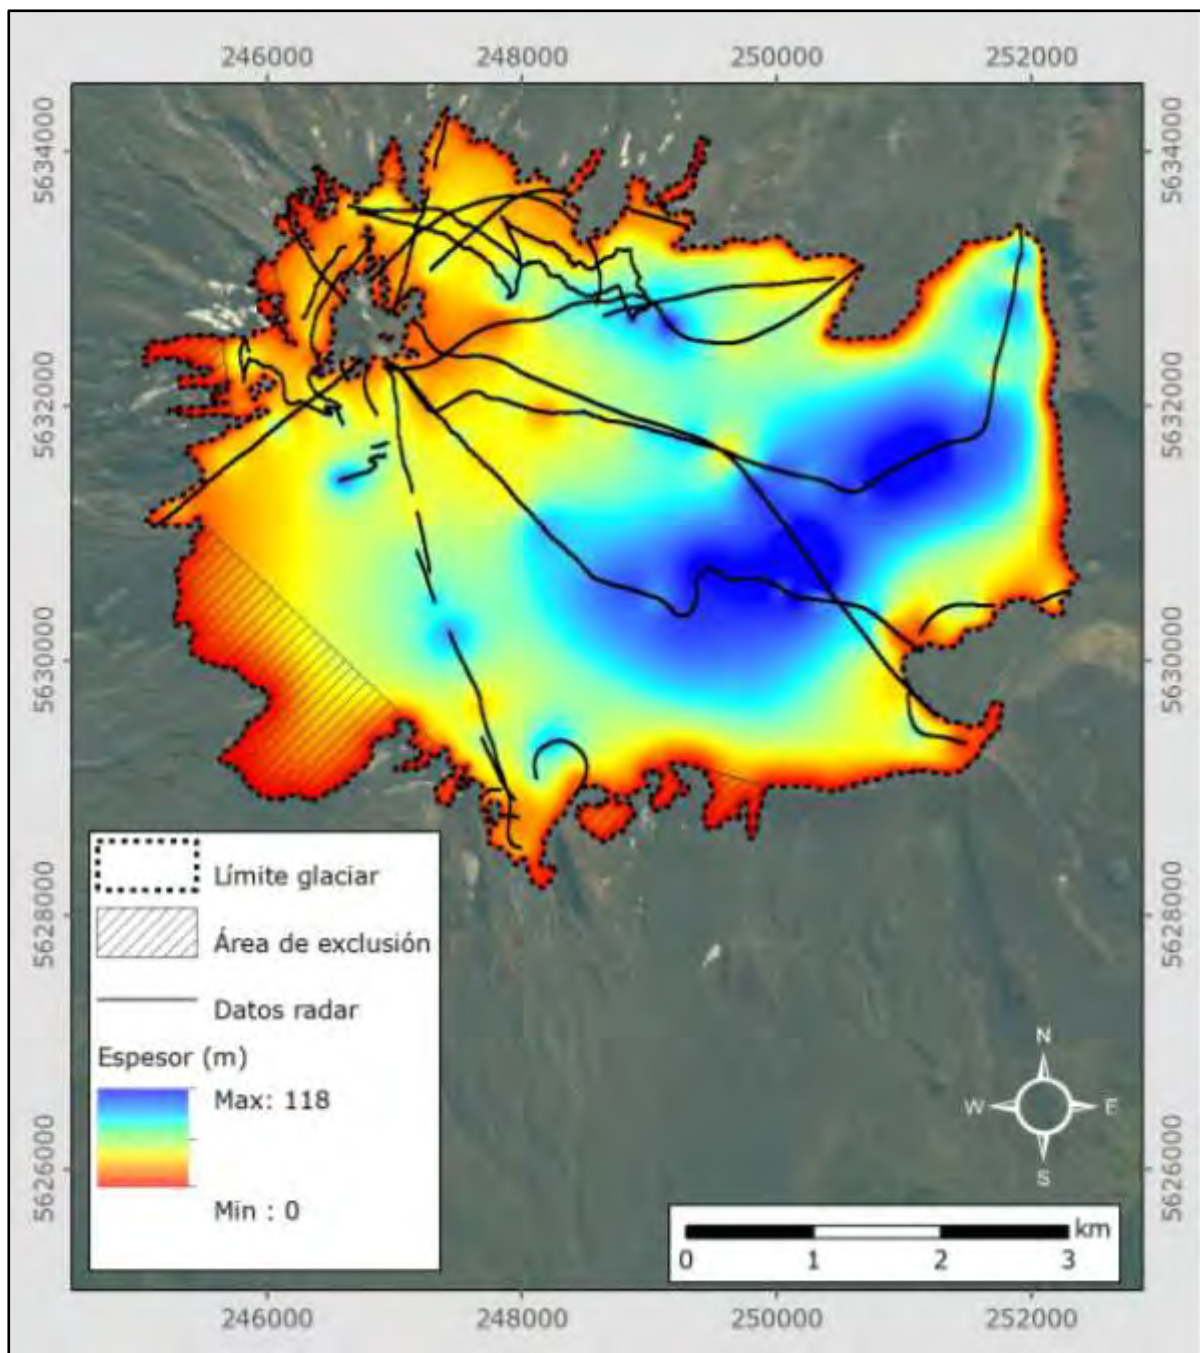 246000 248000 250000 252000
5634000 5634000
5632000 5632000
5630000 5630000
5628000 5628000
5626000 5626000
Límite glaciar
Área de exclusión
Datos radar
Espesor (m)
Max: 118
Min : 0
N
W E
S
km
0 1 2 3
246000 248000 250000 252000